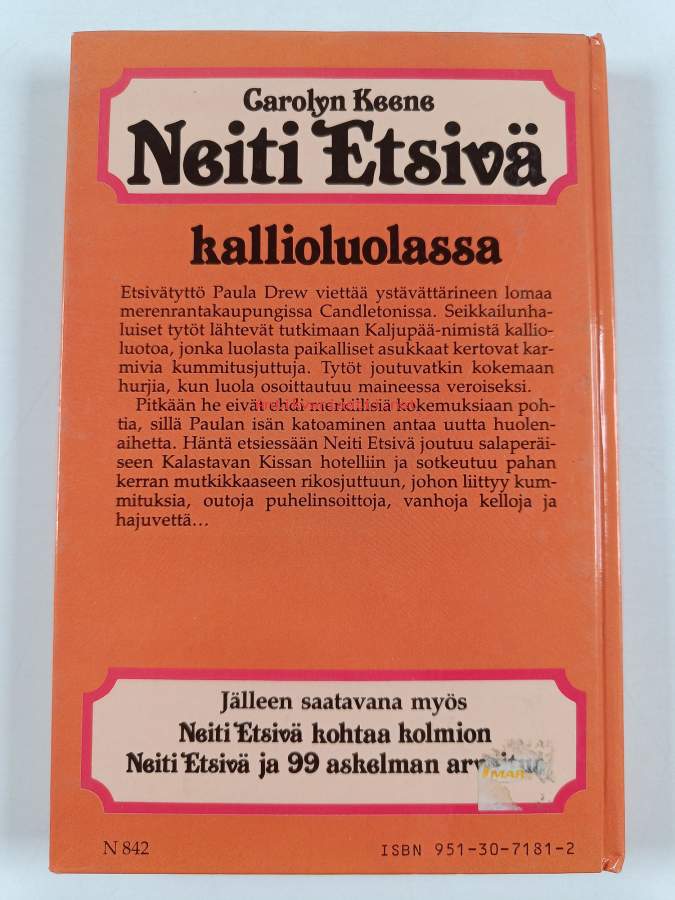 Carolyn Keene
Neiti Etsivä
kallioluolassa
Etsivätyttö Paula Drew viettää ystävättärineen lomaa
merenrantakaupungissa Candletonissa. Seikkailunha-
luiset tytöt lähtevät tutkimaan Kaljupää-nimistä kallio-
luotoa, jonka luolasta paikalliset asukkaat kertovat kar-
mivia kummitusjuttuja. Tytöt joutuvatkin kokemaan
hurjia, kun luola osoittautuu maineessa veroiseksi.
Pitkään he eivät ehdi merkillisiä kokemuksiaan poh-
tia, sillä Paulan isän katoaminen antaa uutta huolen-
aihetta. Häntä etsiessään Neiti Etsivä joutuu salaperäi-
seen Kalastavan Kissan hotelliin ja sotkeutuu pahan
kerran mutkikkaaseen rikosjuttuun, johon liittyy kum-
mituksia, outoja puhelinsoittoja, vanhoja kelloja ja
hajuvettä...
Jälleen saatavana myös
Neiti Etsivä kohtaa kolmion
Neiti Etsivä ja 99 askelman arvoitus
MAR
N 842
ISBN 951-30-7181-2